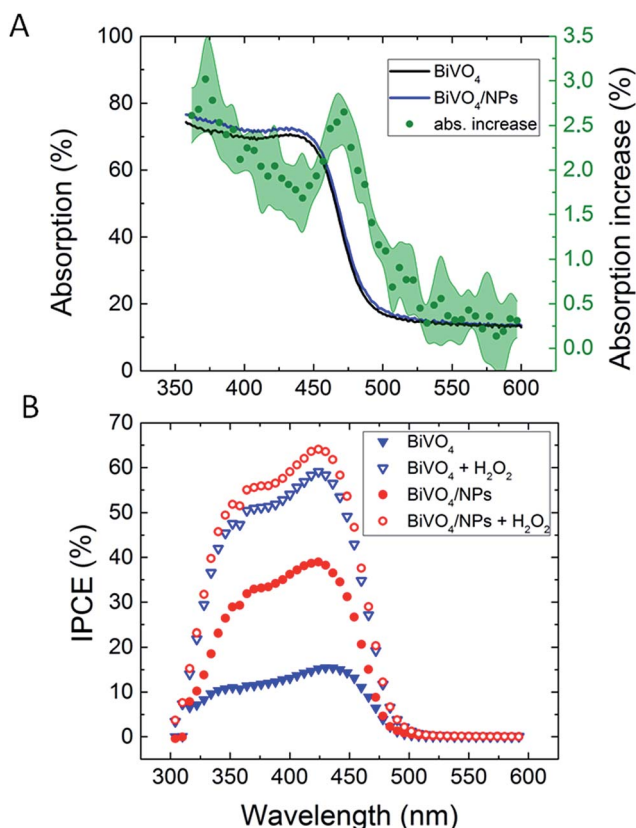 A
Absorption (%)
100
80
60
40
20
0
BiVO₄
BiVO₄/NPs
abs. increase
3.5
3.0
2.5
2.0
1.5
1.0
0.5
0.0
Absorption increase (%)
350 400 450 500 550 600
B
IPCE (%)
70
60
50
40
30
20
10
0
BiVO₄
BiVO₄ + H₂O₂
BiVO₄/NPs
BiVO₄/NPs + H₂O₂
300 350 400 450 500 550 600
Wavelength (nm)